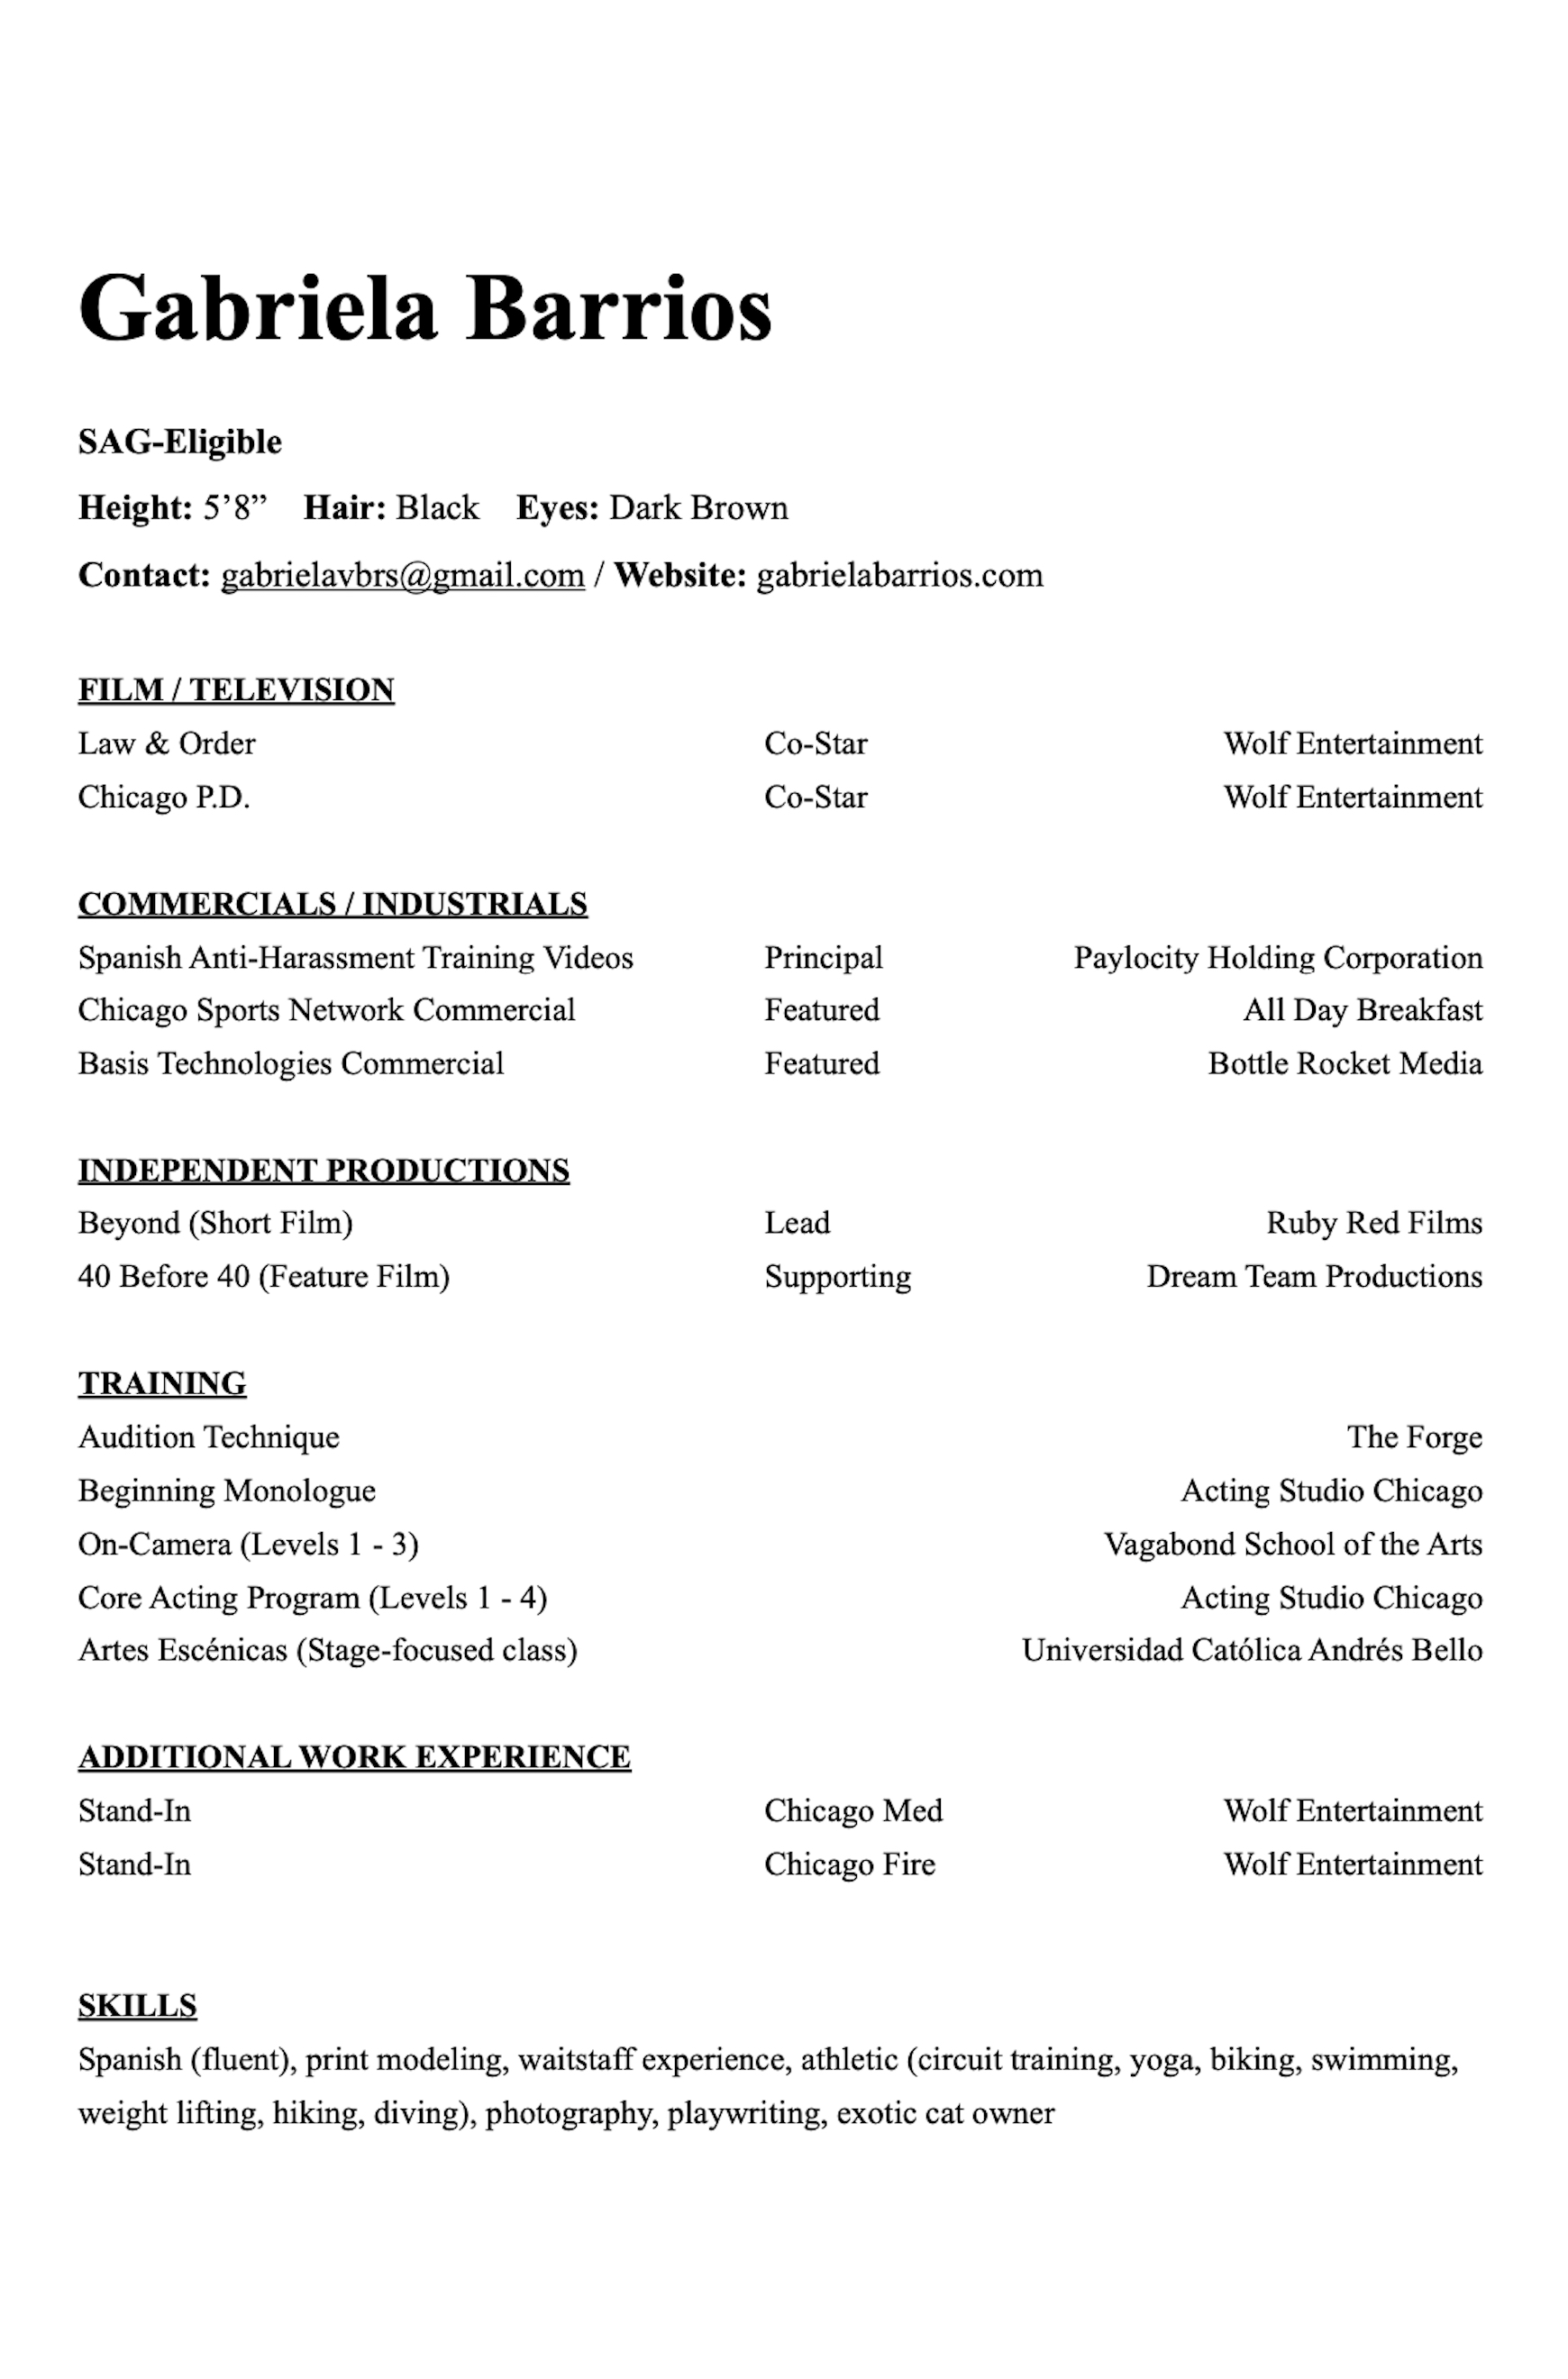 Gabriela Barrios
SAG-Eligible
Height: 5’8” Hair: Black Eyes: Dark Brown
Contact: gabrielavbrs@gmail.com / Website: gabrielabarrios.com
FILM / TELEVISION
Law & Order Co-Star Wolf Entertainment
Chicago P.D. Co-Star Wolf Entertainment
COMMERCIALS / INDUSTRIALS
Spanish Anti-Harassment Training Videos Principal Paylocity Holding Corporation
Chicago Sports Network Commercial Featured All Day Breakfast
Basis Technologies Commercial Featured Bottle Rocket Media
INDEPENDENT PRODUCTIONS
Beyond (Short Film) Lead Ruby Red Films
40 Before 40 (Feature Film) Supporting Dream Team Productions
TRAINING
Audition Technique The Forge
Beginning Monologue Acting Studio Chicago
On-Camera (Levels 1 - 3) Vagabond School of the Arts
Core Acting Program (Levels 1 - 4) Acting Studio Chicago
Artes Escénicas (Stage-focused class) Universidad Católica Andrés Bello
ADDITIONAL WORK EXPERIENCE
Stand-In Chicago Med Wolf Entertainment
Stand-In Chicago Fire Wolf Entertainment
SKILLS
Spanish (fluent), print modeling, waitstaff experience, athletic (circuit training, yoga, biking, swimming,
weight lifting, hiking, diving), photography, playwriting, exotic cat owner